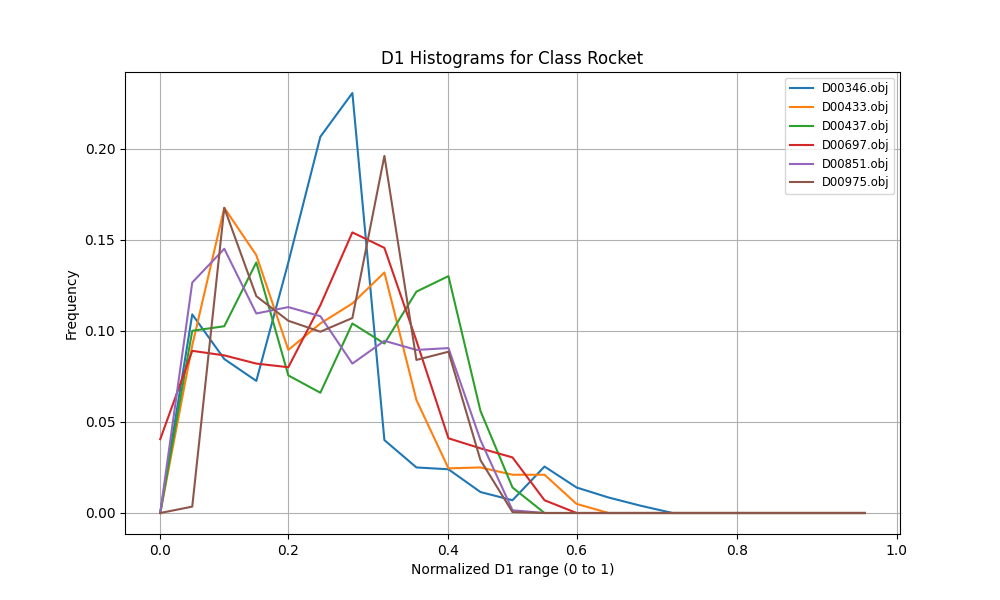 D1 Histograms for Class Rocket
D00346.obj
D00433.obj
D00437.obj
D00697.obj
D00851.obj
D00975.obj
Frequency
0.20
0.15
0.10
0.05
0.00
0.0 0.2 0.4 0.6 0.8 1.0
Normalized D1 range (0 to 1)